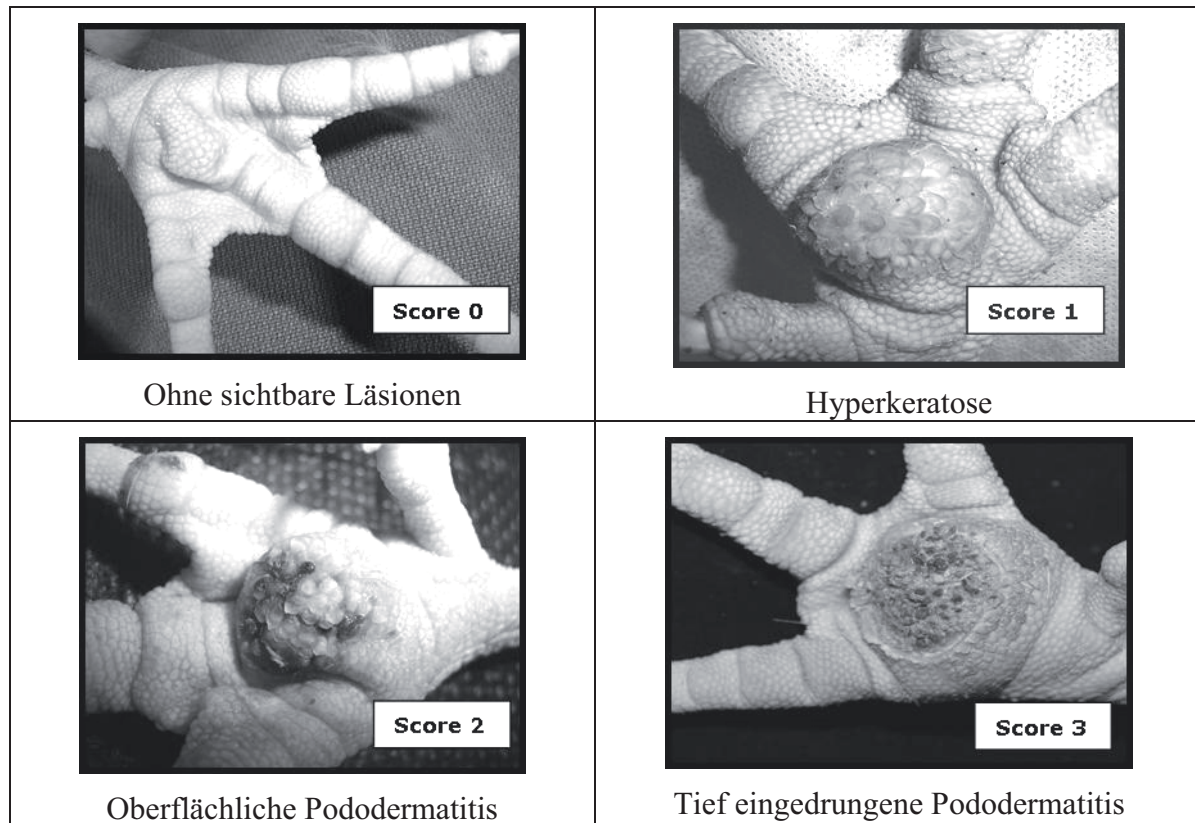 Score 0
Ohne sichtbare Läsionen
Score 1
Hyperkeratose
Score 2
Oberflächliche Pododermatitis
Score 3
Tief eingedrungene Pododermatitis